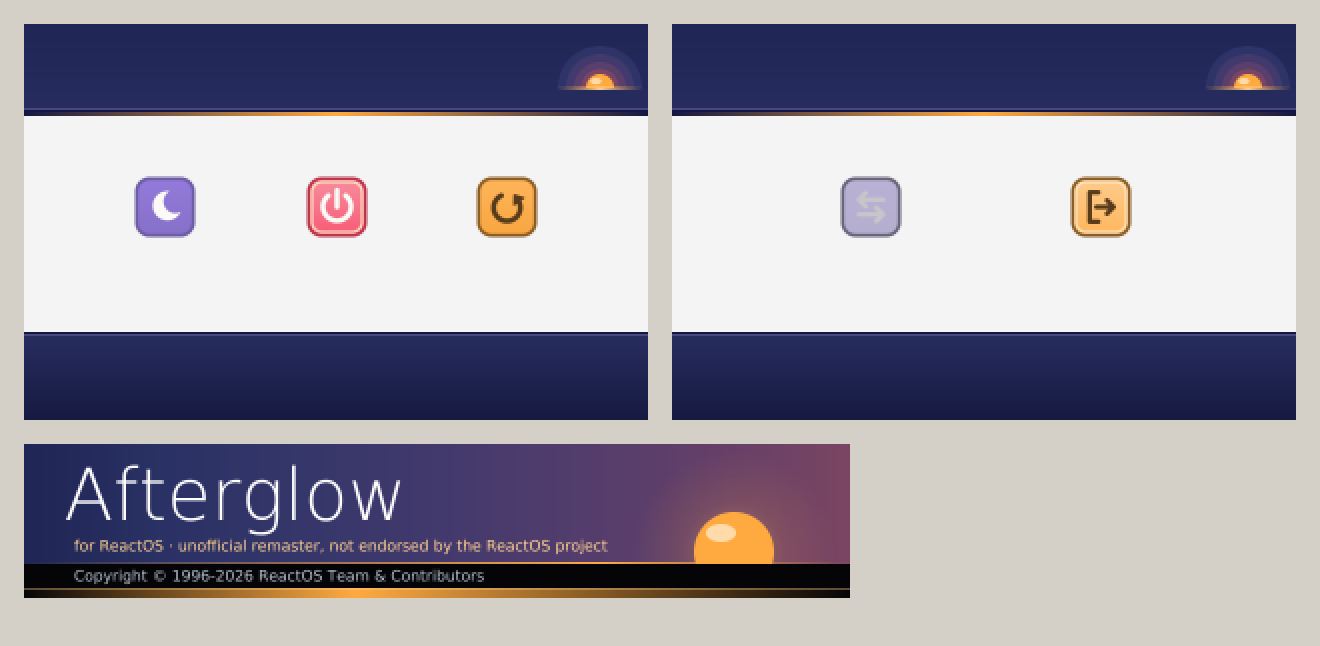 Afterglow
for ReactOS · unofficial remaster, not endorsed by the ReactOS project
Copyright © 1996-2026 ReactOS Team & Contributors